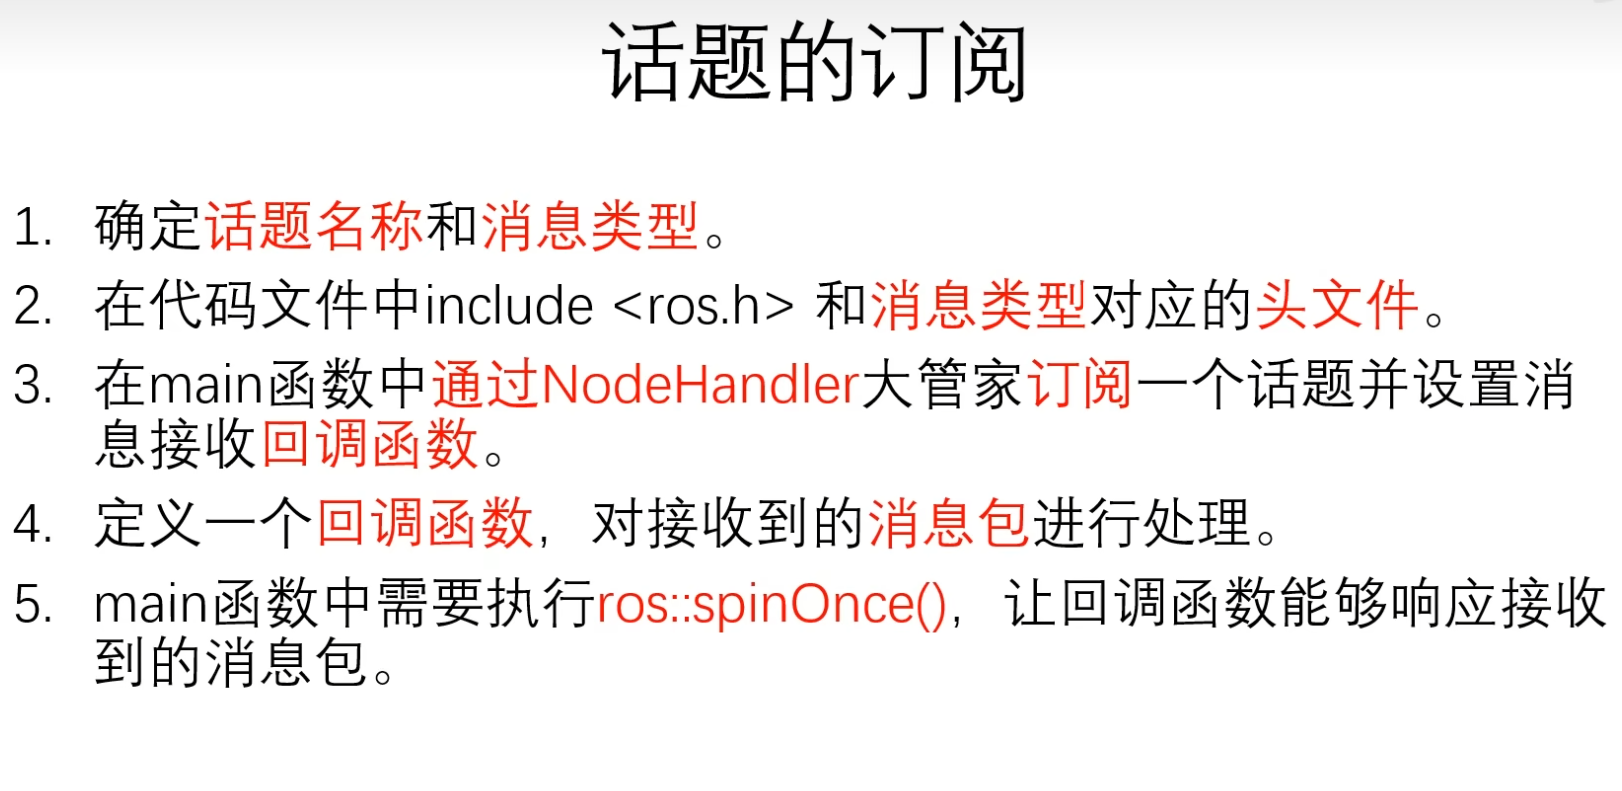 话题的订阅
1. 确定话题名称和消息类型。
2. 在代码文件中include <ros.h> 和消息类型对应的头文件。
3. 在main函数中通过NodeHandler大管家订阅一个话题并设置消
息接收回调函数。
4. 定义一个回调函数，对接收到的消息包进行处理。
5. main函数中需要执行ros::spinOnce()，让回调函数能够响应接收
到的消息包。